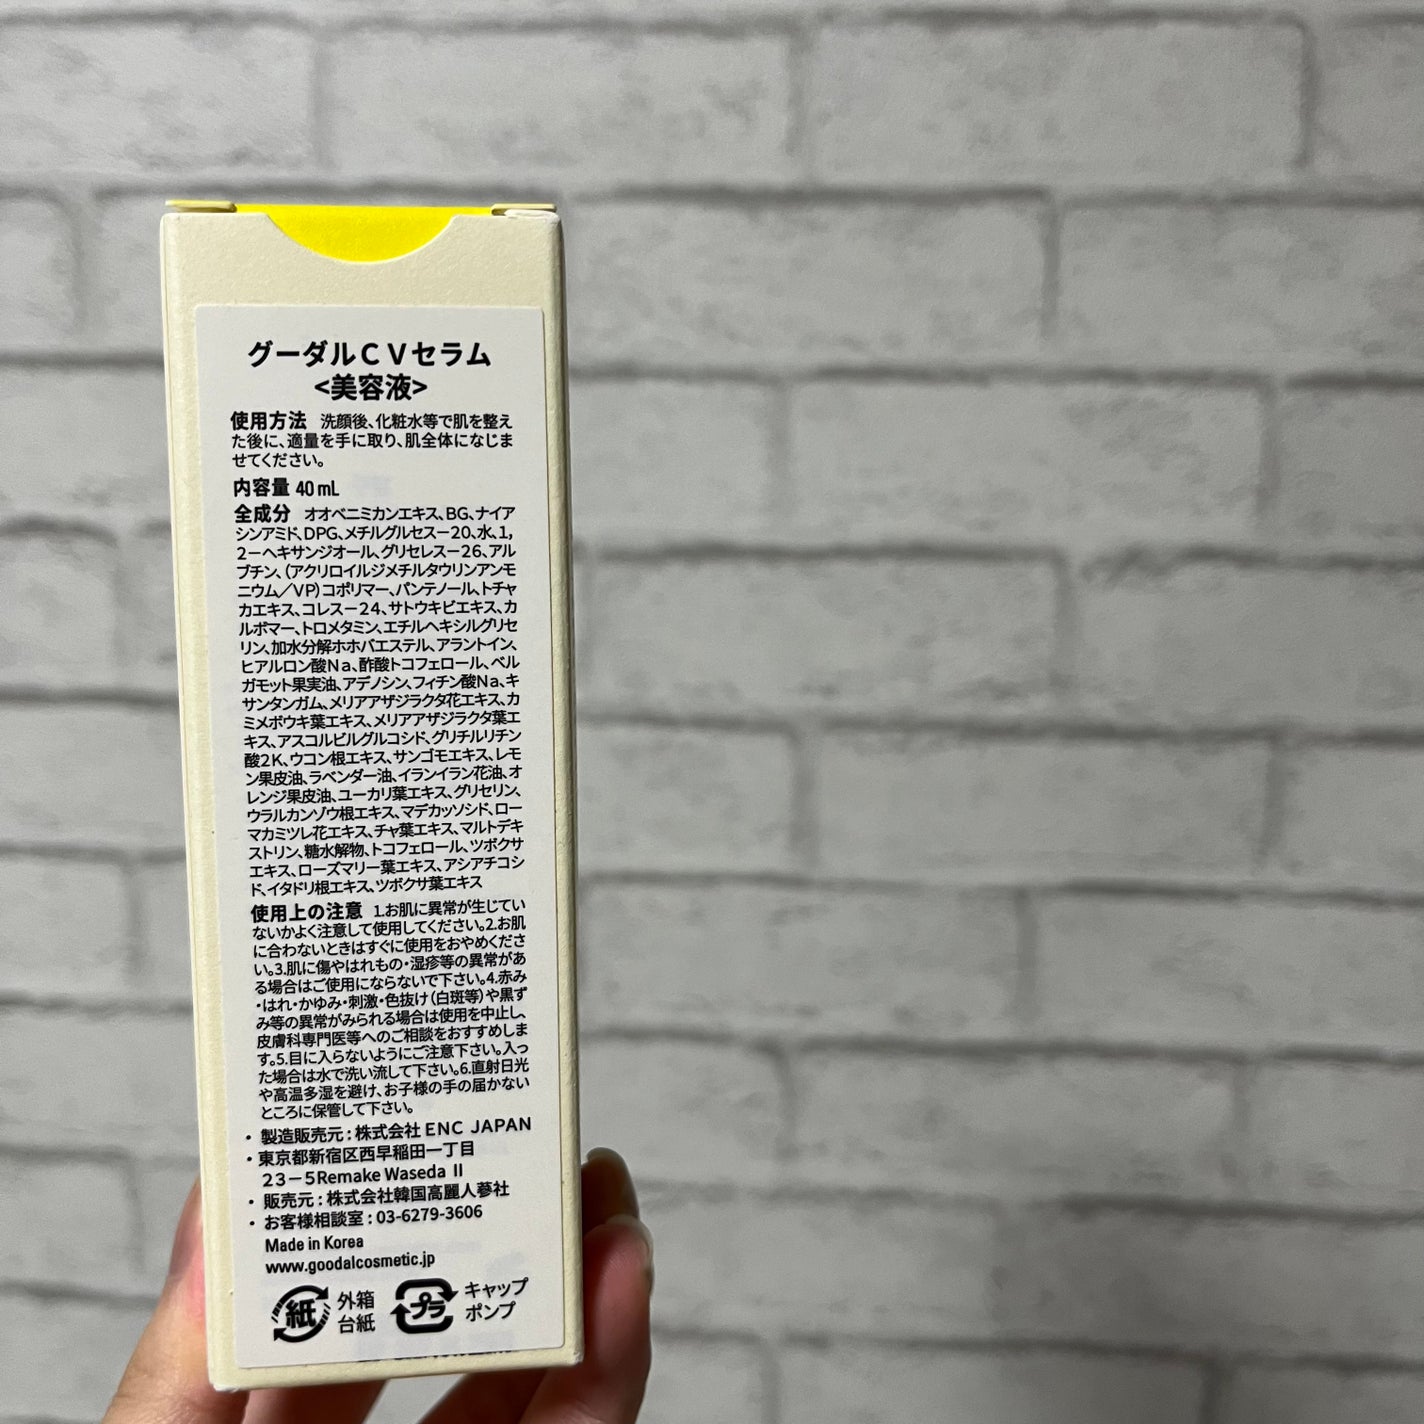 グーダルＣＶセラム
<美容液>
使用方法 洗顔後、化粧水等で肌を整え
た後に、適量を手に取り、肌全体になじま
せてください。
内容量 40 mL
全成分 オオベニミカンエキス、BG、ナイア
シンアミド、DPG、メチルグルセス－20、水、1,
2－ヘキサンジオール、グリセレス－26、アル
ブチン、（アクリロイルジメチルタウリンアンモ
ニウム／VP）コポリマー、パンテノール、トチャ
カエキス、コレス－24、サトウキビエキス、カ
ルボマー、トロメタミン、エチルヘキシルグリセ
リン、加水分解ホホバエステル、アラントイン、
ヒアルロン酸Na、酢酸トコフェロール、ベル
ガモット果実油、アデノシン、フィチン酸Na、キ
サンタンガム、メリアアザジラクタ花エキス、カ
ミメボウキ葉エキス、メリアアザジラクタ葉エ
キス、アスコルビルグルコシド、グリチルリチン
酸2K、ウコン根エキス、サンゴモエキス、レモ
ン果皮油、ラベンダー油、イランイラン花油、オ
レンジ果皮油、ユーカリ葉エキス、グリセリン、
ウラルカンゾウ根エキス、マデカッソシド、ロー
マカミツレ花エキス、チャ葉エキス、マルトデキ
ストリン、糖水解物、トコフェロール、ツボクサ
エキス、ローズマリー葉エキス、アシアチコシ
ド、イタドリ根エキス、ツボクサ葉エキス
使用上の注意 1.お肌に異常が生じてい
ないかよく注意して使用してください。2.お肌
に合わないときはすぐに使用をおやめくださ
い。3.肌に傷やはれもの・湿疹等の異常があ
る場合はご使用にならないで下さい。4.赤み
・はれ・かゆみ・刺激・色抜け（白斑等）や黒ず
み等の異常がみられる場合は使用を中止し、
皮膚科専門医等へのご相談をおすすめしま
す。5.目に入らないようにご注意下さい。入っ
た場合は水で洗い流して下さい。6.直射日光
や高温多湿を避け、お子様の手の届かない
ところに保管して下さい。
・ 製造販売元：株式会社 ENC JAPAN
・東京都新宿区西早稲田一丁目
２３－５Remake Waseda Ⅱ
・ 販売元：株式会社韓国高麗人蔘社
・ お客様相談室：03-6279-3606
Made in Korea
www.goodalcosmetic.jp
紙 外箱
台紙
プラ キャップ
ポンプ